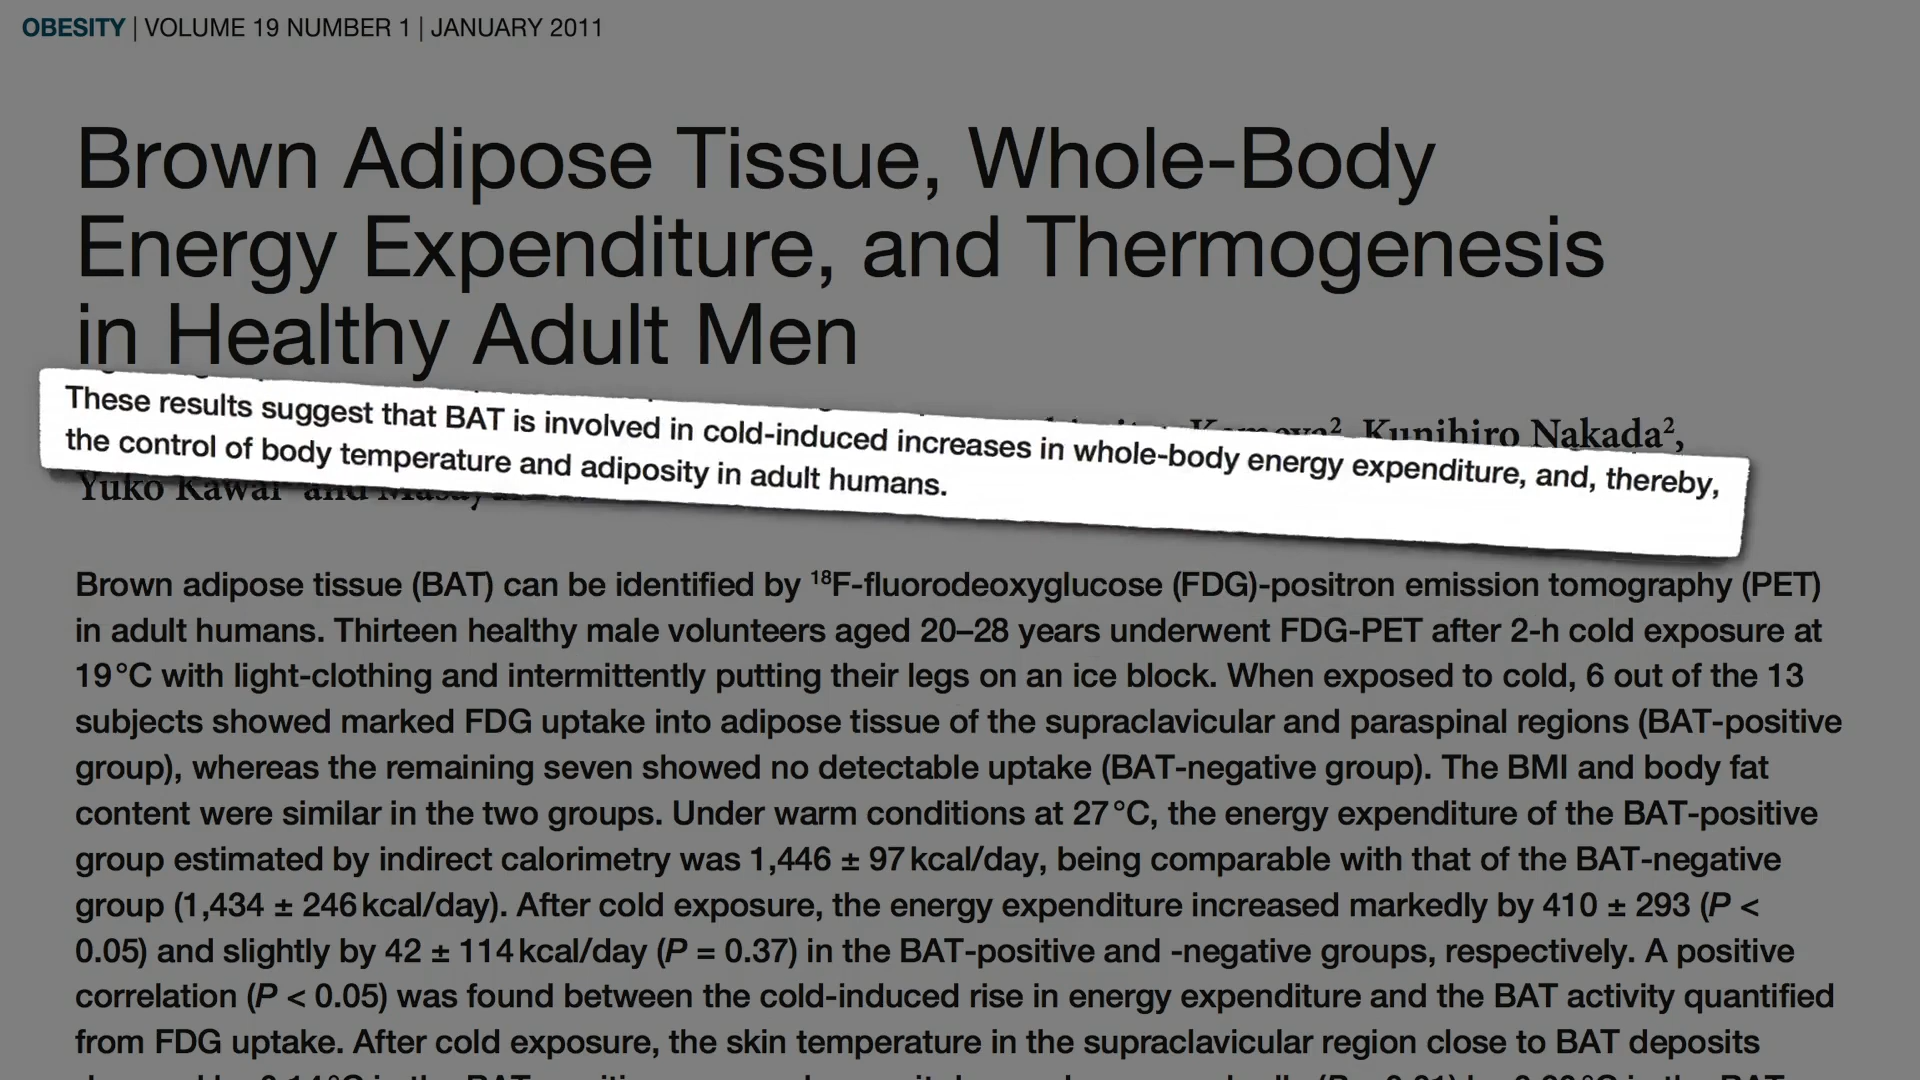 OBESITY | VOLUME 19 NUMBER 1 | JANUARY 2011
Brown Adipose Tissue, Whole-Body
Energy Expenditure, and Thermogenesis
in Healthy Adult Men
These results suggest that BAT is involved in cold-induced increases in whole-body energy expenditure, and, thereby,
the control of body temperature and adiposity in adult humans.
Kameya², Kunihiro Nakada²,
Yuko Kawai and
Brown adipose tissue (BAT) can be identified by ¹⁸F-fluorodeoxyglucose (FDG)-positron emission tomography (PET)
in adult humans. Thirteen healthy male volunteers aged 20–28 years underwent FDG-PET after 2-h cold exposure at
19 °C with light-clothing and intermittently putting their legs on an ice block. When exposed to cold, 6 out of the 13
subjects showed marked FDG uptake into adipose tissue of the supraclavicular and paraspinal regions (BAT-positive
group), whereas the remaining seven showed no detectable uptake (BAT-negative group). The BMI and body fat
content were similar in the two groups. Under warm conditions at 27 °C, the energy expenditure of the BAT-positive
group estimated by indirect calorimetry was 1,446 ± 97 kcal/day, being comparable with that of the BAT-negative
group (1,434 ± 246 kcal/day). After cold exposure, the energy expenditure increased markedly by 410 ± 293 (P <
0.05) and slightly by 42 ± 114 kcal/day (P = 0.37) in the BAT-positive and -negative groups, respectively. A positive
correlation (P < 0.05) was found between the cold-induced rise in energy expenditure and the BAT activity quantified
from FDG uptake. After cold exposure, the skin temperature in the supraclavicular region close to BAT deposits